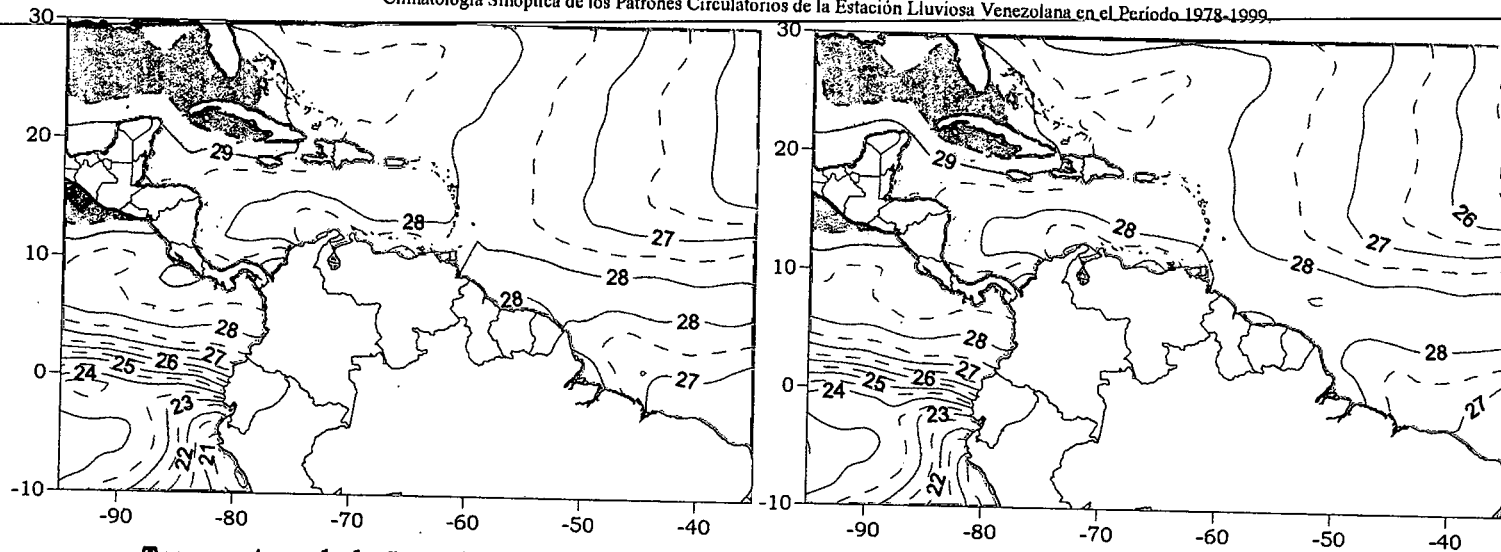 Climatología Sinóptica de los Patrones Circulatorios de la Estación Lluviosa Venezolana en el Período 1978-1999.
30 30
20 20
10 10
0 0
-10 -10
-90 -80 -70 -60 -50 -40 -90 -80 -70 -60 -50 -40
29 28 27 28 28 28 28 27 26 25 24 23 22 21 27
29 28 26 27 28 28 28 27 26 25 24 23 22 27